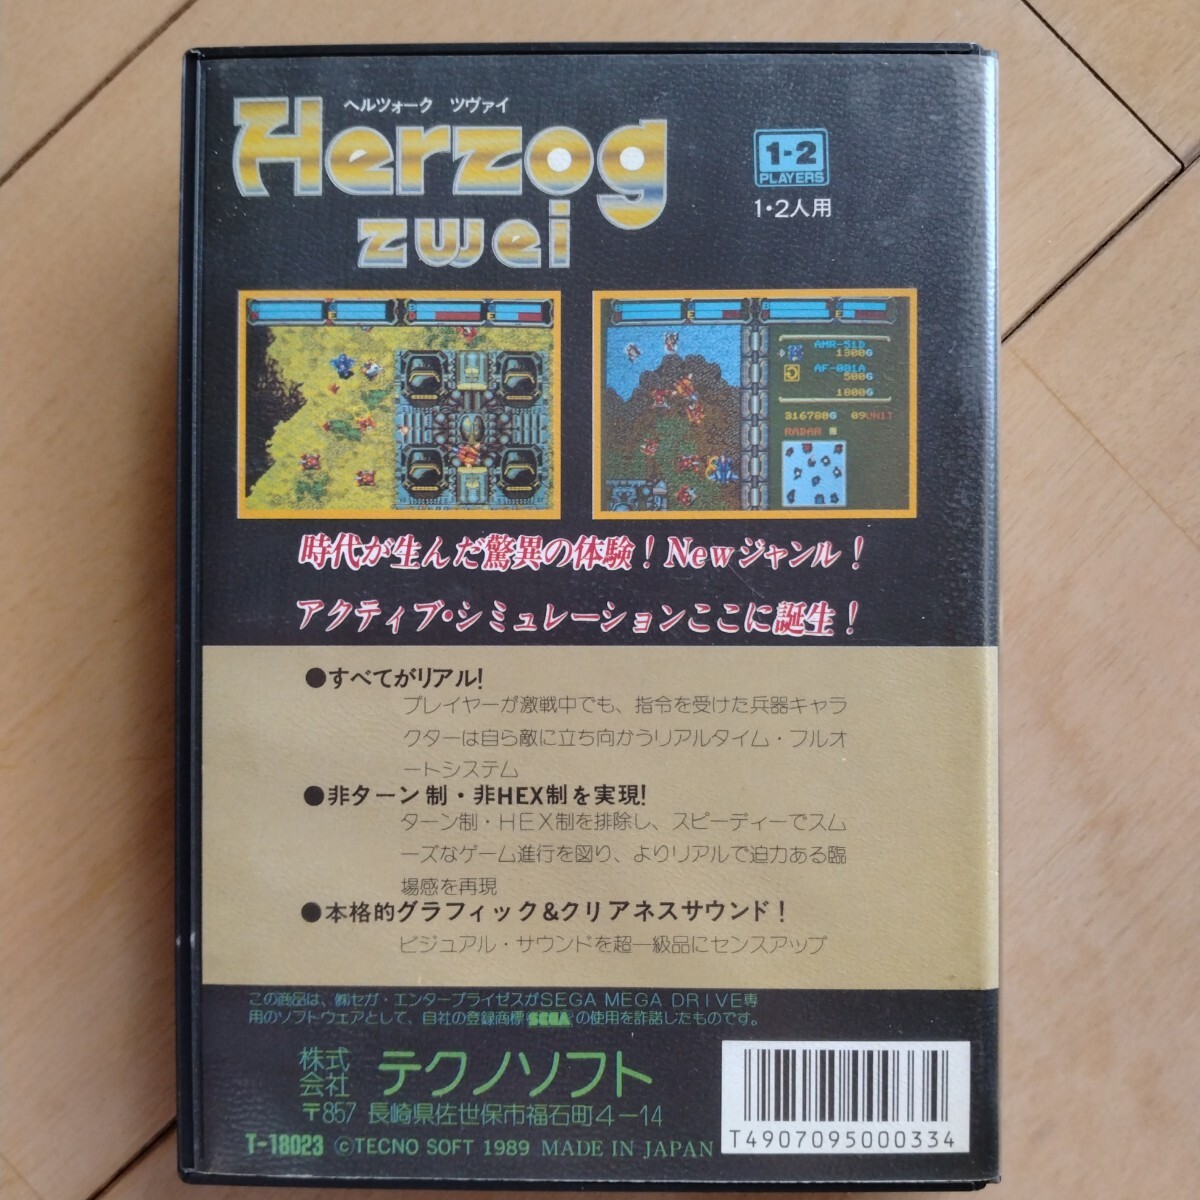 ヘルツォーク ツヴァイ
Herzog
zwei
1-2
PLAYERS
1・2人用
AMR-51D
1300G
AF-001A
500G
1800G
316780G 09UNIT
RADAR
時代が生んだ驚異の体験！Newジャンル！
アクティブ・シミュレーションここに誕生！
●すべてがリアル!
プレイヤーが激戦中でも、指令を受けた兵器キャラ
クターは自ら敵に立ち向かうリアルタイム・フルオ
ートシステム
●非ターン制・非HEX制を実現!
ターン制・HEX制を排除し、スピーディーでスム
ーズなゲーム進行を図り、よりリアルで迫力ある臨
場感を再現
●本格的グラフィック&クリアネスサウンド！
ビジュアル・サウンドを超一級品にセンスアップ
この商品は、㈱セガ・エンタープライゼスがSEGA MEGA DRIVE専
用のソフトウェアとして、自社の登録商標SEGAの使用を許諾したものです。
株式会社 テクノソフト
〒857 長崎県佐世保市福石町4-14
T-18023 ©TECNO SOFT 1989 MADE IN JAPAN
T4907095000334